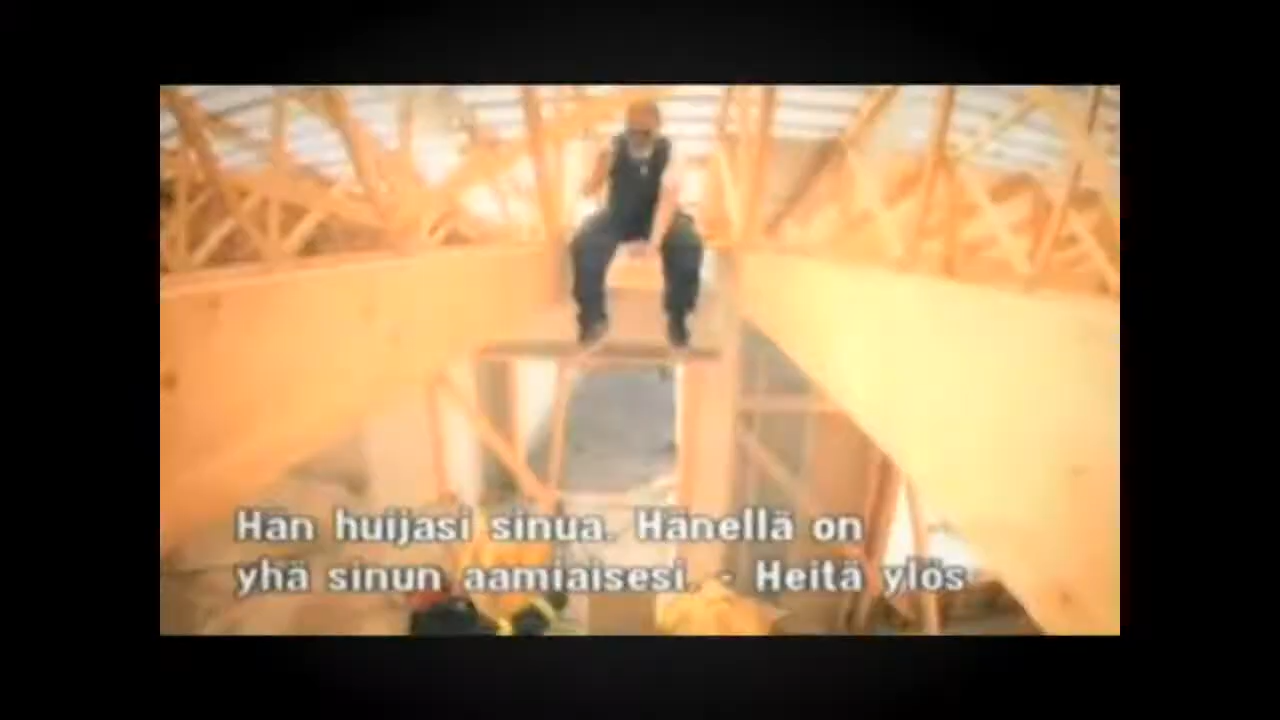 Hän huijasi sinua. Hänellä on
yhä sinun aamiaisesi. - Heitä ylös